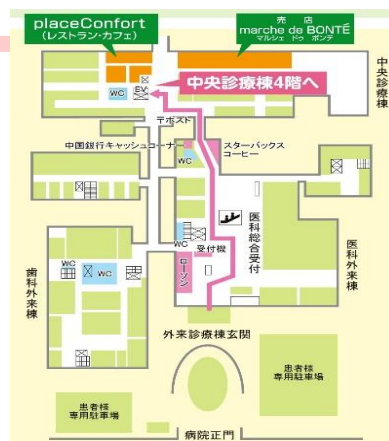 placeConfort
(レストラン・カフェ)
売店
marche de BONTÉ
マルシェ ドゥ ボンテ
中央診療棟
WC
EV
中央診療棟4階へ
〒ポスト
中国銀行キャッシュコーナー
スターバックス
コーヒー
WC
医科総合受付
WC
受付機
ローソン
医科外来棟
歯科外来棟
WC
WC
外来診療棟玄関
患者様
専用駐車場
患者様
専用駐車場
病院正門